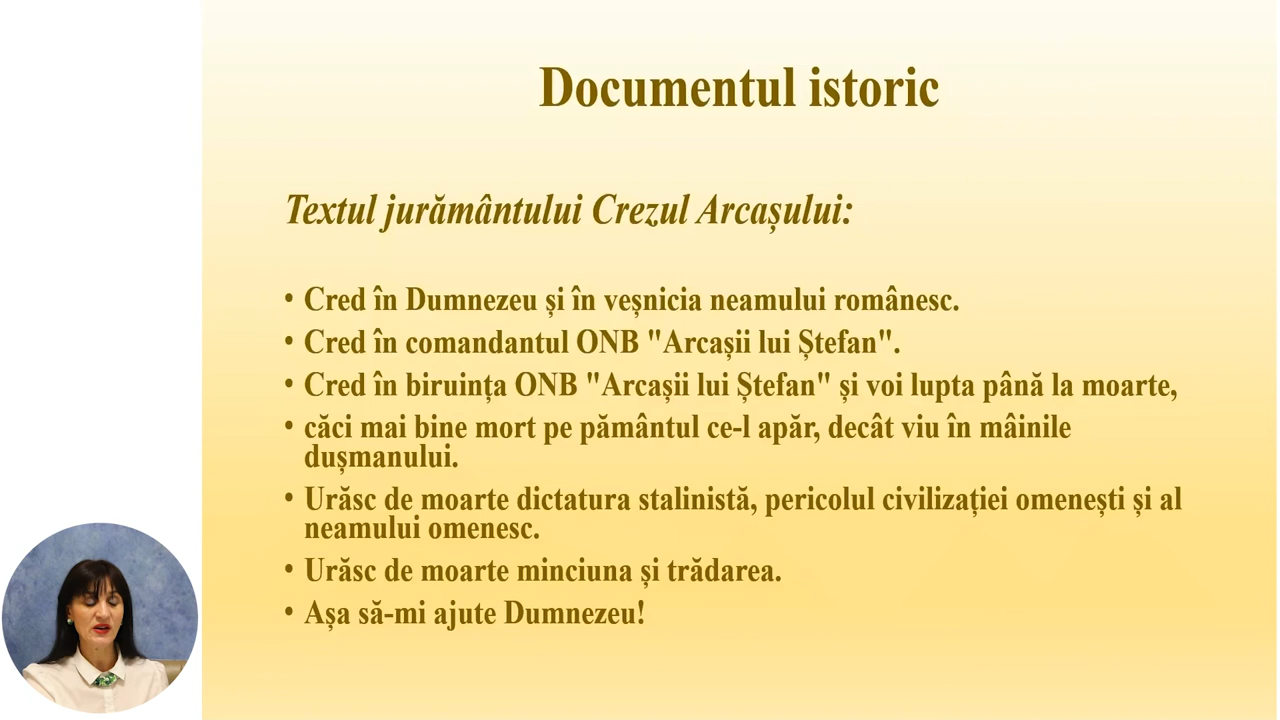 Documentul istoric
Textul jurământului Crezul Arcașului:
• Cred în Dumnezeu și în veșnicia neamului românesc.
• Cred în comandantul ONB "Arcașii lui Ștefan".
• Cred în biruința ONB "Arcașii lui Ștefan" și voi lupta până la moarte,
• căci mai bine mort pe pământul ce-l apăr, decât viu în mâinile
dușmanului.
• Urăsc de moarte dictatura stalinistă, pericolul civilizației omenești și al
neamului omenesc.
• Urăsc de moarte minciuna și trădarea.
• Așa să-mi ajute Dumnezeu!